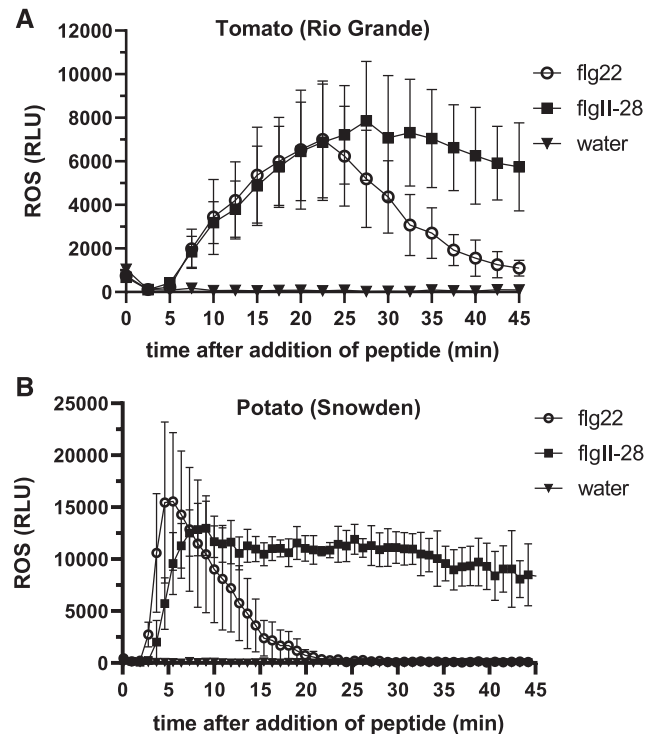 A
Tomato (Rio Grande)
12000
10000
8000
6000
4000
2000
0
ROS (RLU)
0 5 10 15 20 25 30 35 40 45
time after addition of peptide (min)
flg22
flgII-28
water
B
Potato (Snowden)
25000
20000
15000
10000
5000
0
ROS (RLU)
0 5 10 15 20 25 30 35 40 45
time after addition of peptide (min)
flg22
flgII-28
water